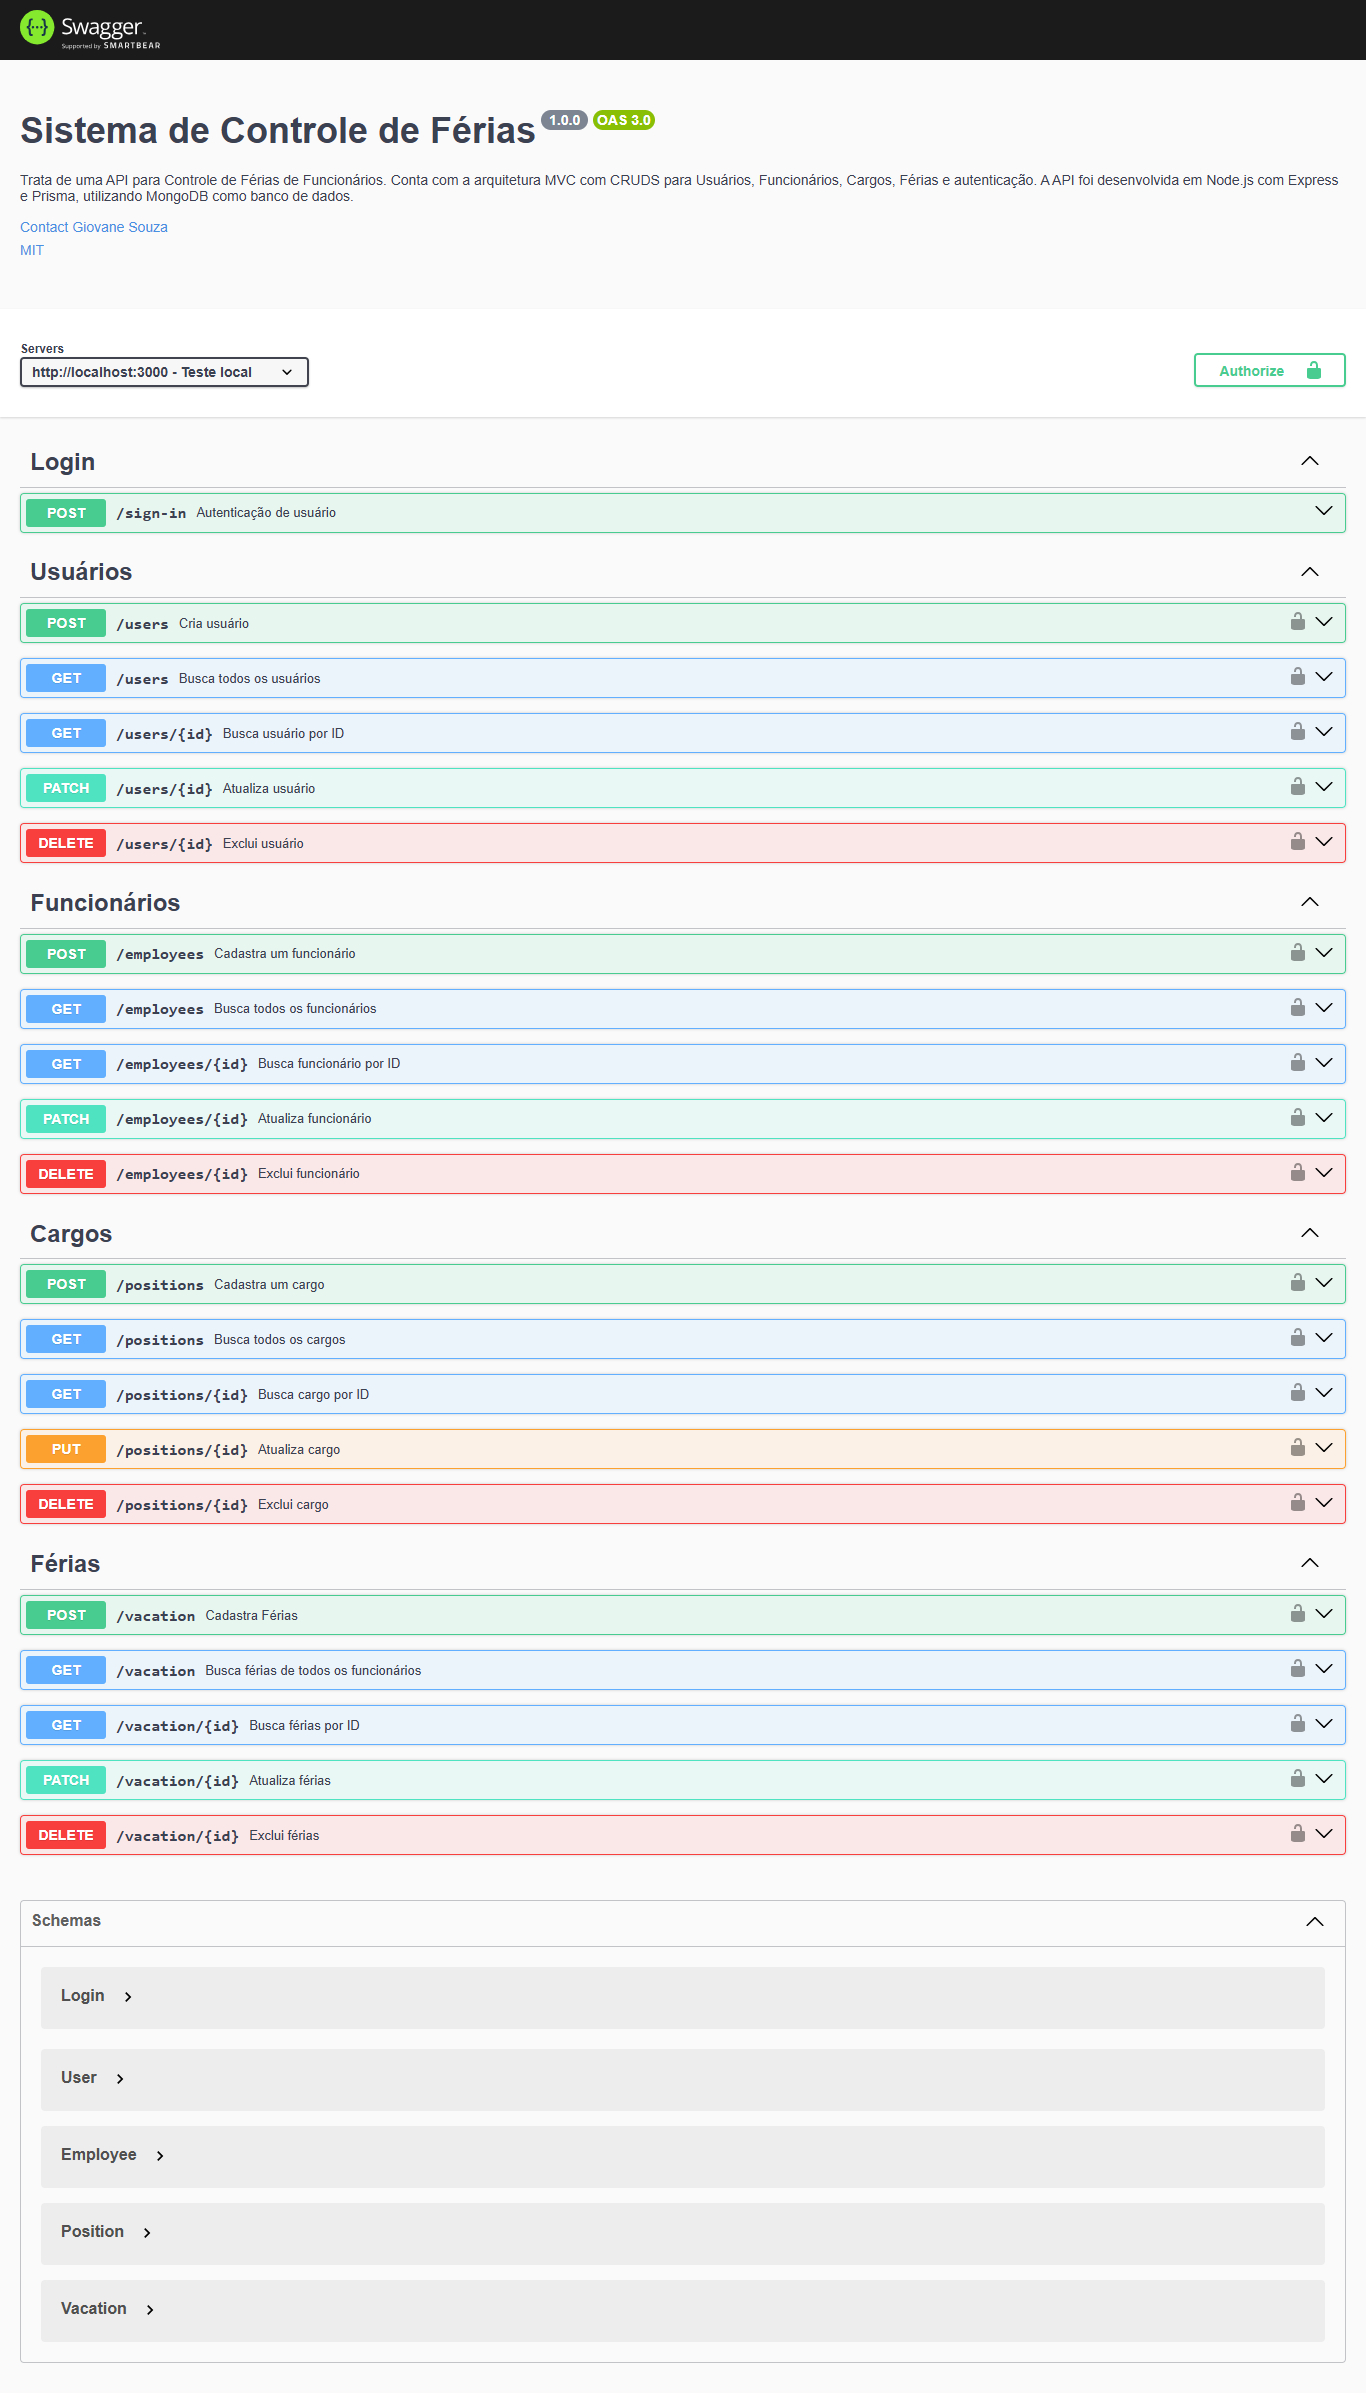 Swagger
Supported by SMARTBEAR
Sistema de Controle de Férias 1.0.0 OAS 3.0
Trata de uma API para Controle de Férias de Funcionários. Conta com a arquitetura MVC com CRUDS para Usuários, Funcionários, Cargos, Férias e autenticação. A API foi desenvolvida em Node.js com Express
e Prisma, utilizando MongoDB como banco de dados.
Contact Giovane Souza
MIT
Servers
http://localhost:3000 - Teste local
Authorize
Login
POST /sign-in Autenticação de usuário
Usuários
POST /users Cria usuário
GET /users Busca todos os usuários
GET /users/{id} Busca usuário por ID
PATCH /users/{id} Atualiza usuário
DELETE /users/{id} Exclui usuário
Funcionários
POST /employees Cadastra um funcionário
GET /employees Busca todos os funcionários
GET /employees/{id} Busca funcionário por ID
PATCH /employees/{id} Atualiza funcionário
DELETE /employees/{id} Exclui funcionário
Cargos
POST /positions Cadastra um cargo
GET /positions Busca todos os cargos
GET /positions/{id} Busca cargo por ID
PUT /positions/{id} Atualiza cargo
DELETE /positions/{id} Exclui cargo
Férias
POST /vacation Cadastra Férias
GET /vacation Busca férias de todos os funcionários
GET /vacation/{id} Busca férias por ID
PATCH /vacation/{id} Atualiza férias
DELETE /vacation/{id} Exclui férias
Schemas
Login
User
Employee
Position
Vacation